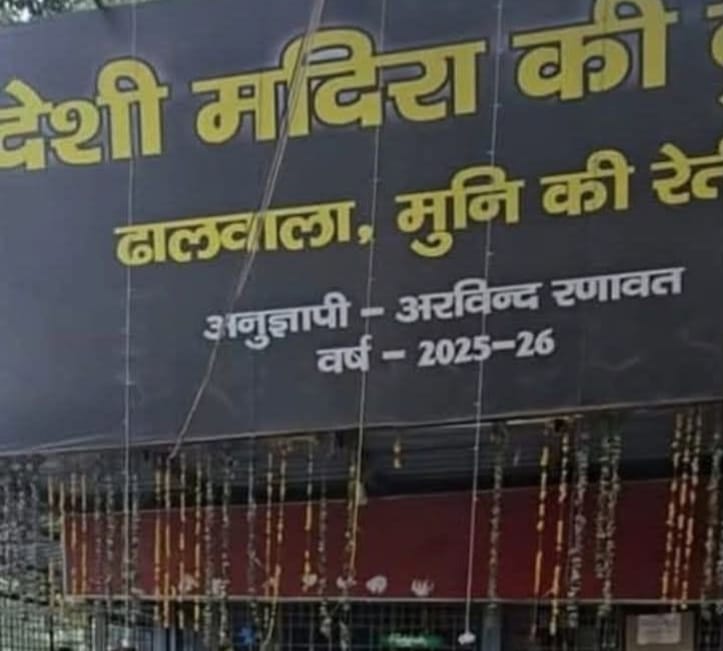 देशी मदिरा की
ढालवाला, मुनि की रेती
अनुज्ञापी – अरविन्द रणावत
वर्ष – 2025–26